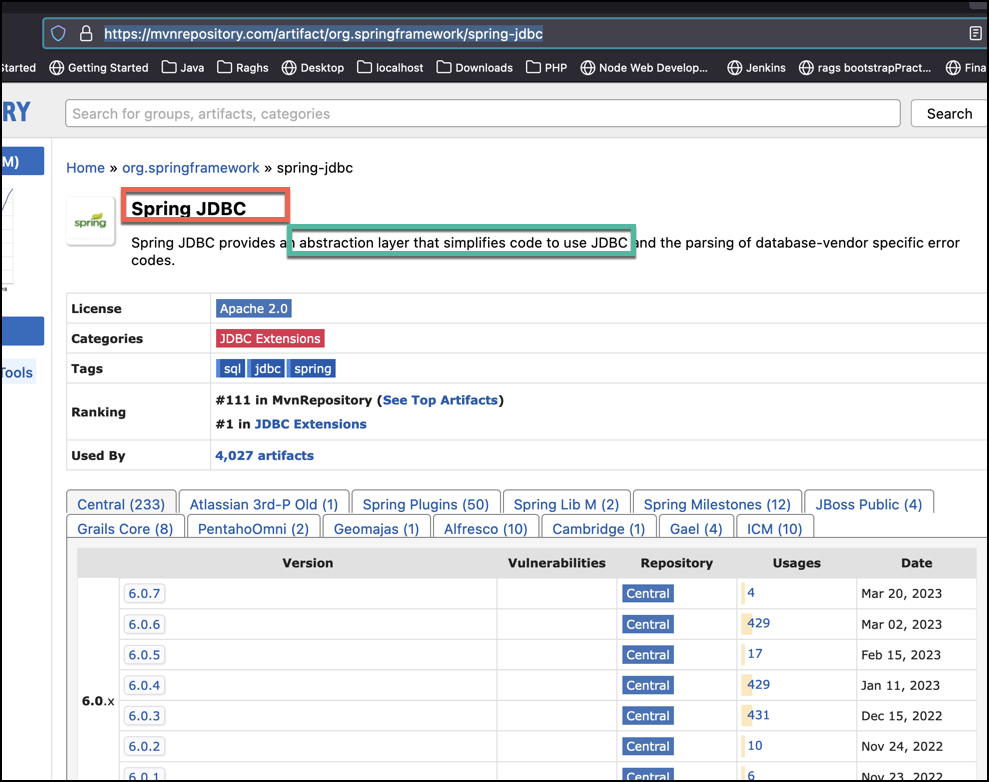 https://mvnrepository.com/artifact/org.springframework/spring-jdbc
Started Getting Started Java Raghs Desktop localhost Downloads PHP Node Web Develop... Jenkins rags bootstrapPract... Fina
RY Search for groups, artifacts, categories Search
M)
Home » org.springframework » spring-jdbc
spring
Spring JDBC
Spring JDBC provides an abstraction layer that simplifies code to use JDBC and the parsing of database-vendor specific error
codes.
License Apache 2.0
Categories JDBC Extensions
Tags sql jdbc spring
Tools
Ranking #111 in MvnRepository (See Top Artifacts)
#1 in JDBC Extensions
Used By 4,027 artifacts
Central (233) Atlassian 3rd-P Old (1) Spring Plugins (50) Spring Lib M (2) Spring Milestones (12) JBoss Public (4)
Grails Core (8) PentahoOmni (2) Geomajas (1) Alfresco (10) Cambridge (1) Gael (4) ICM (10)
Version Vulnerabilities Repository Usages Date
6.0.7 Central 4 Mar 20, 2023
6.0.6 Central 429 Mar 02, 2023
6.0.5 Central 17 Feb 15, 2023
6.0.4 Central 429 Jan 11, 2023
6.0.x
6.0.3 Central 431 Dec 15, 2022
6.0.2 Central 10 Nov 24, 2022
6.0.1 Central 6 Nov 23, 2022